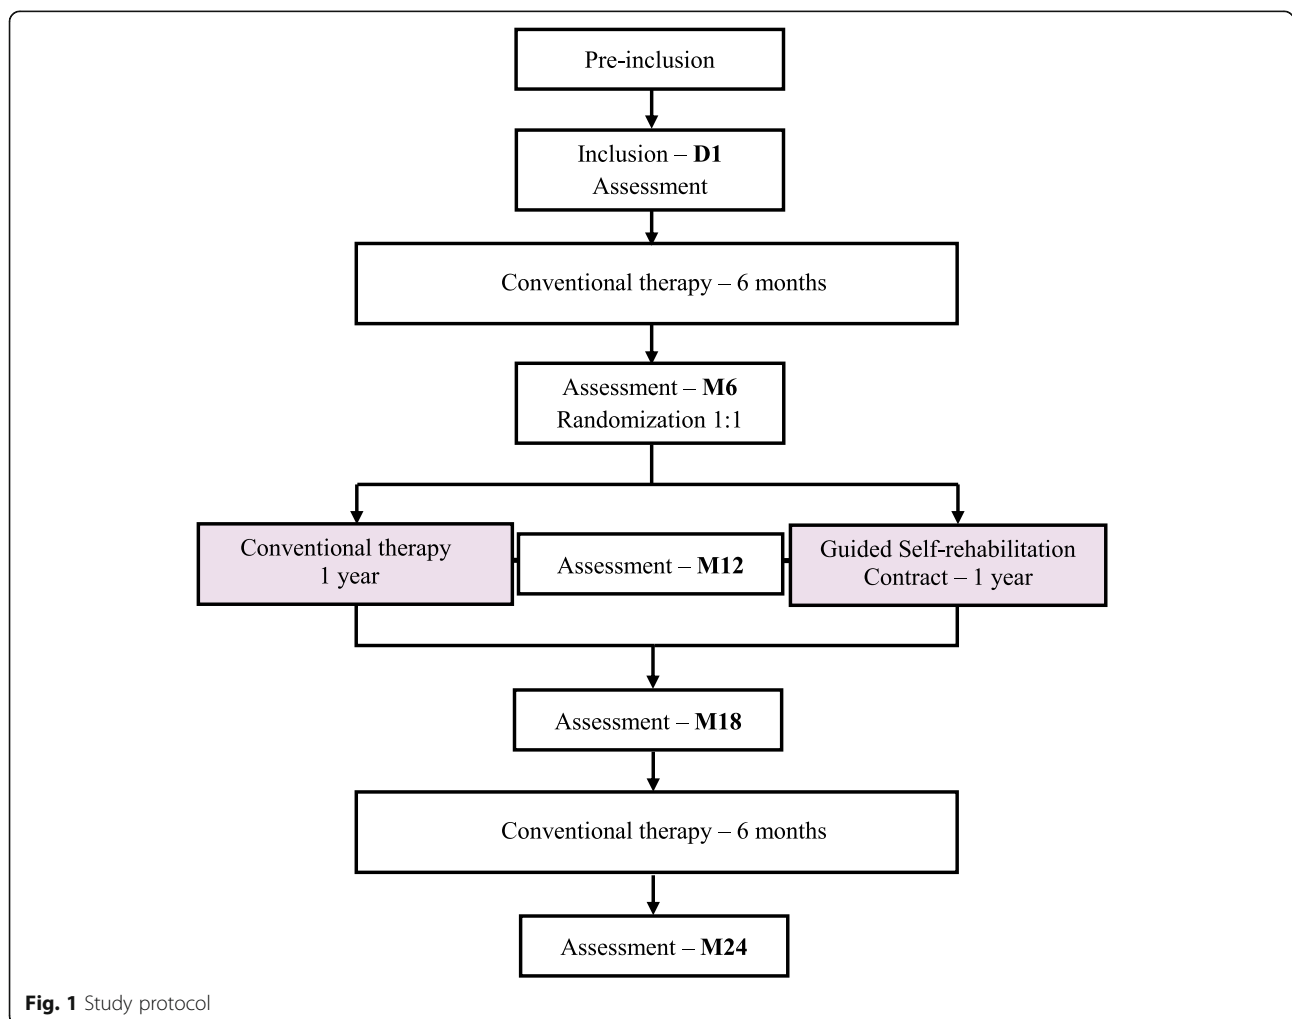 Pre-inclusion
Inclusion – D1
Assessment
Conventional therapy – 6 months
Assessment – M6
Randomization 1:1
Conventional therapy
1 year
Assessment – M12
Guided Self-rehabilitation
Contract – 1 year
Assessment – M18
Conventional therapy – 6 months
Assessment – M24
Fig. 1 Study protocol